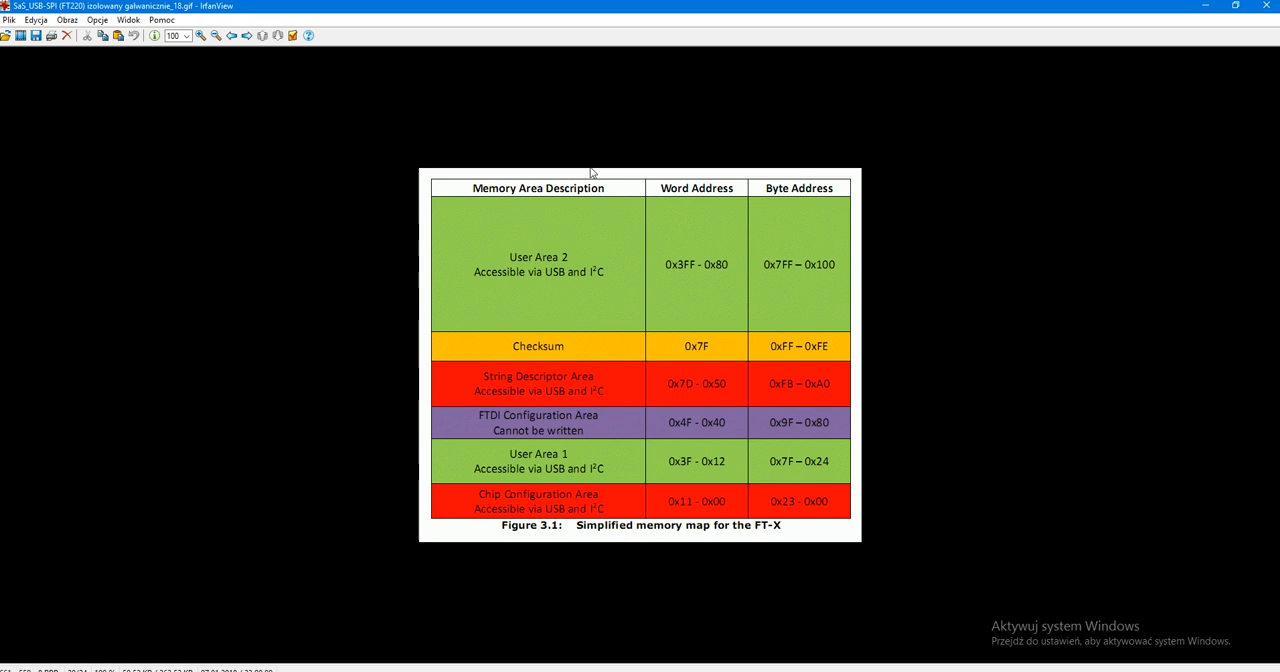 SaS_USB-SPI (FT220) izolowany galwanicznie_18.gif - IrfanView
Plik Edycja Obraz Opcje Widok Pomoc
100
Memory Area Description Word Address Byte Address
User Area 2
Accessible via USB and I²C 0x3FF - 0x80 0x7FF – 0x100
Checksum 0x7F 0xFF – 0xFE
String Descriptor Area
Accessible via USB and I²C 0x7D - 0x50 0xFB – 0xA0
FTDI Configuration Area
Cannot be written 0x4F - 0x40 0x9F – 0x80
User Area 1
Accessible via USB and I²C 0x3F - 0x12 0x7F – 0x24
Chip Configuration Area
Accessible via USB and I²C 0x11 - 0x00 0x23 - 0x00
Figure 3.1: Simplified memory map for the FT-X
Aktywuj system Windows
Przejdź do ustawień, aby aktywować system Windows.